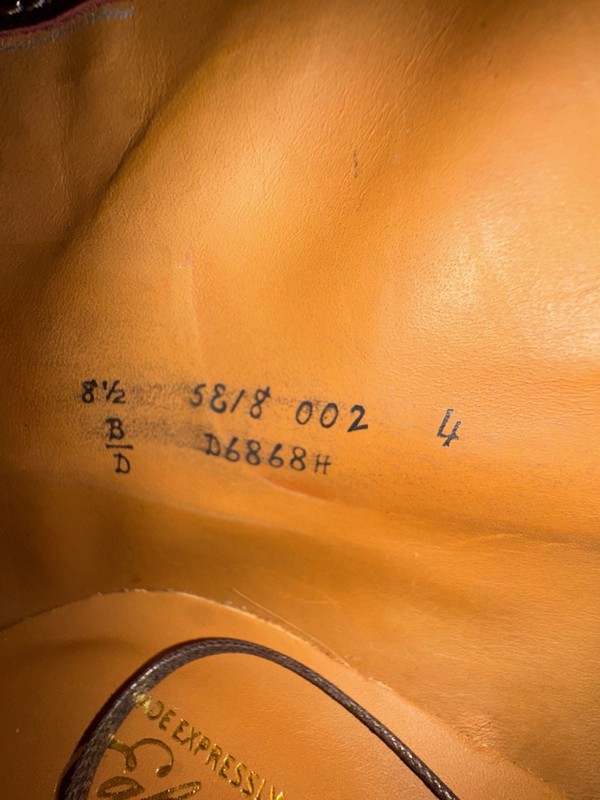 8½ 5818 002 4
B D6868H
D
MADE EXPRESSLY